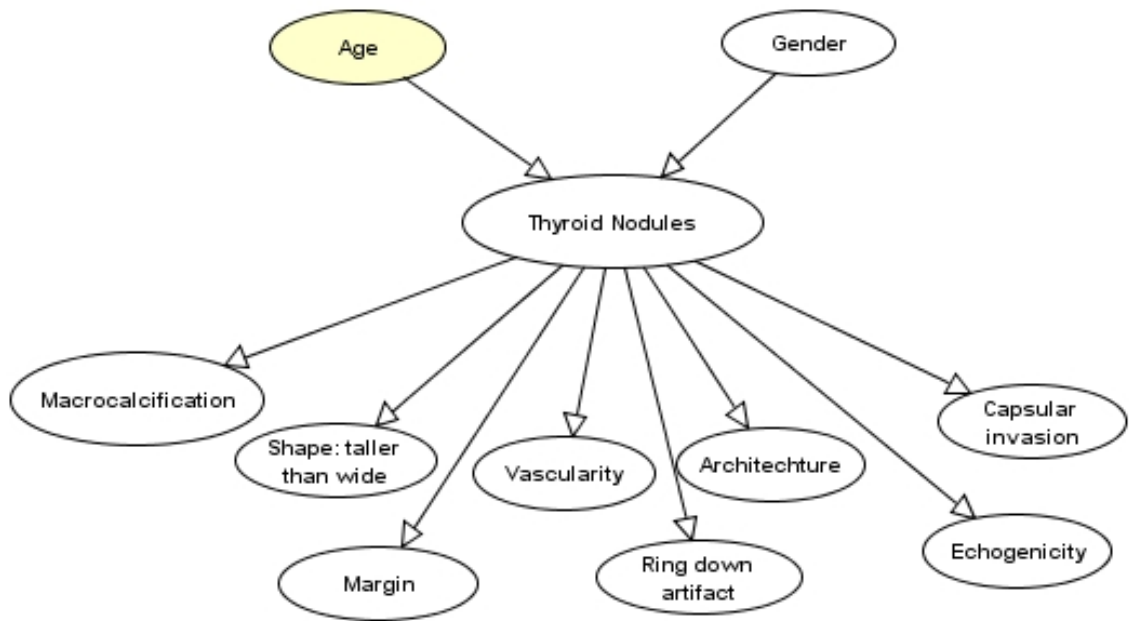 Age
Gender
Thyroid Nodules
Macrocalcification
Shape: taller
than wide
Vascularity
Architechture
Capsular
invasion
Margin
Ring down
artifact
Echogenicity